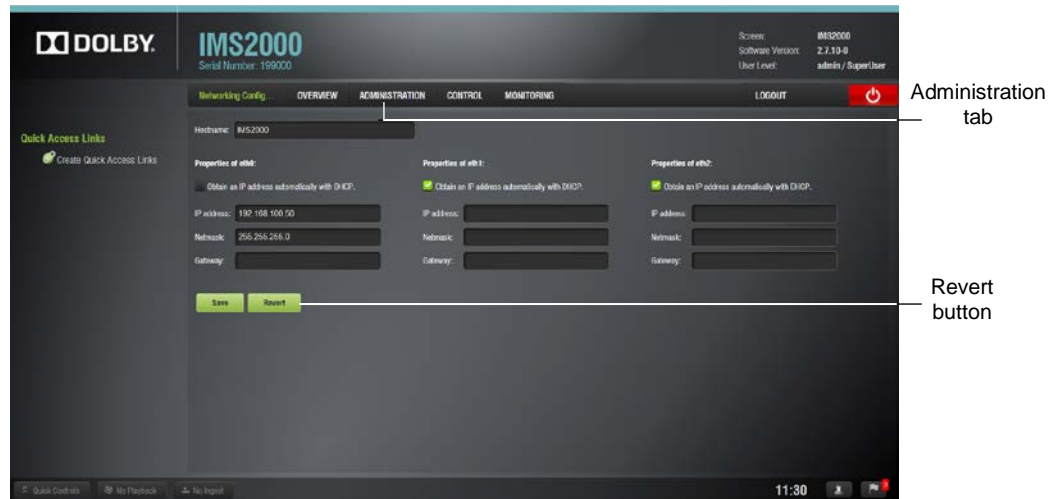 DOLBY.
IMS2000
Serial Number: 199000
Screen: IMS2000
Software Version: 2.7.10-0
User Level: admin / SuperUser
Networking Config... OVERVIEW ADMINISTRATION CONTROL MONITORING LOGOUT
Administration
tab
Quick Access Links
Create Quick Access Links
Hostname: IMS2000
Properties of eth0: Properties of eth1: Properties of eth2:
Obtain an IP address automatically with DHCP. Obtain an IP address automatically with DHCP. Obtain an IP address automatically with DHCP.
IP address: 192.168.100.50 IP address: IP address:
Netmask: 255.255.255.0 Netmask: Netmask:
Gateway: Gateway: Gateway:
Save Revert
Revert
button
Quick Controls No Playback No Ingest 11:30